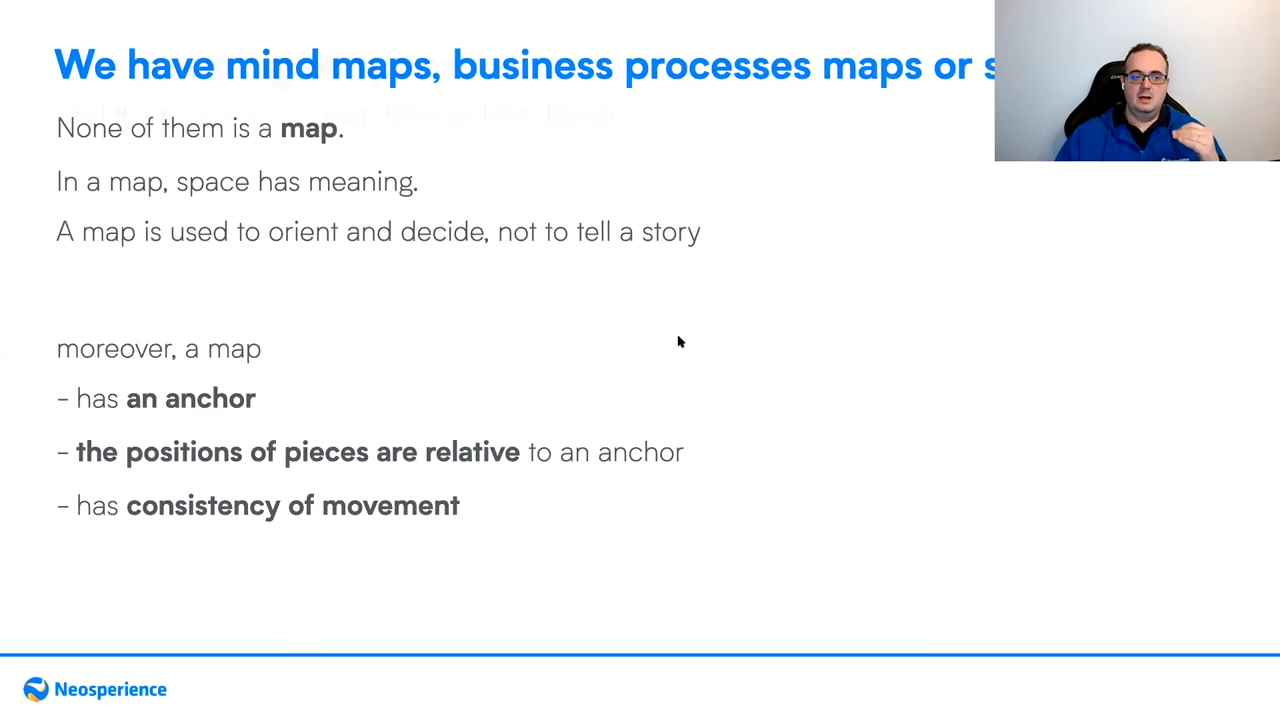 We have mind maps, business processes maps or
None of them is a map.
In a map, space has meaning.
A map is used to orient and decide, not to tell a story
moreover, a map
- has an anchor
- the positions of pieces are relative to an anchor
- has consistency of movement
Neosperience